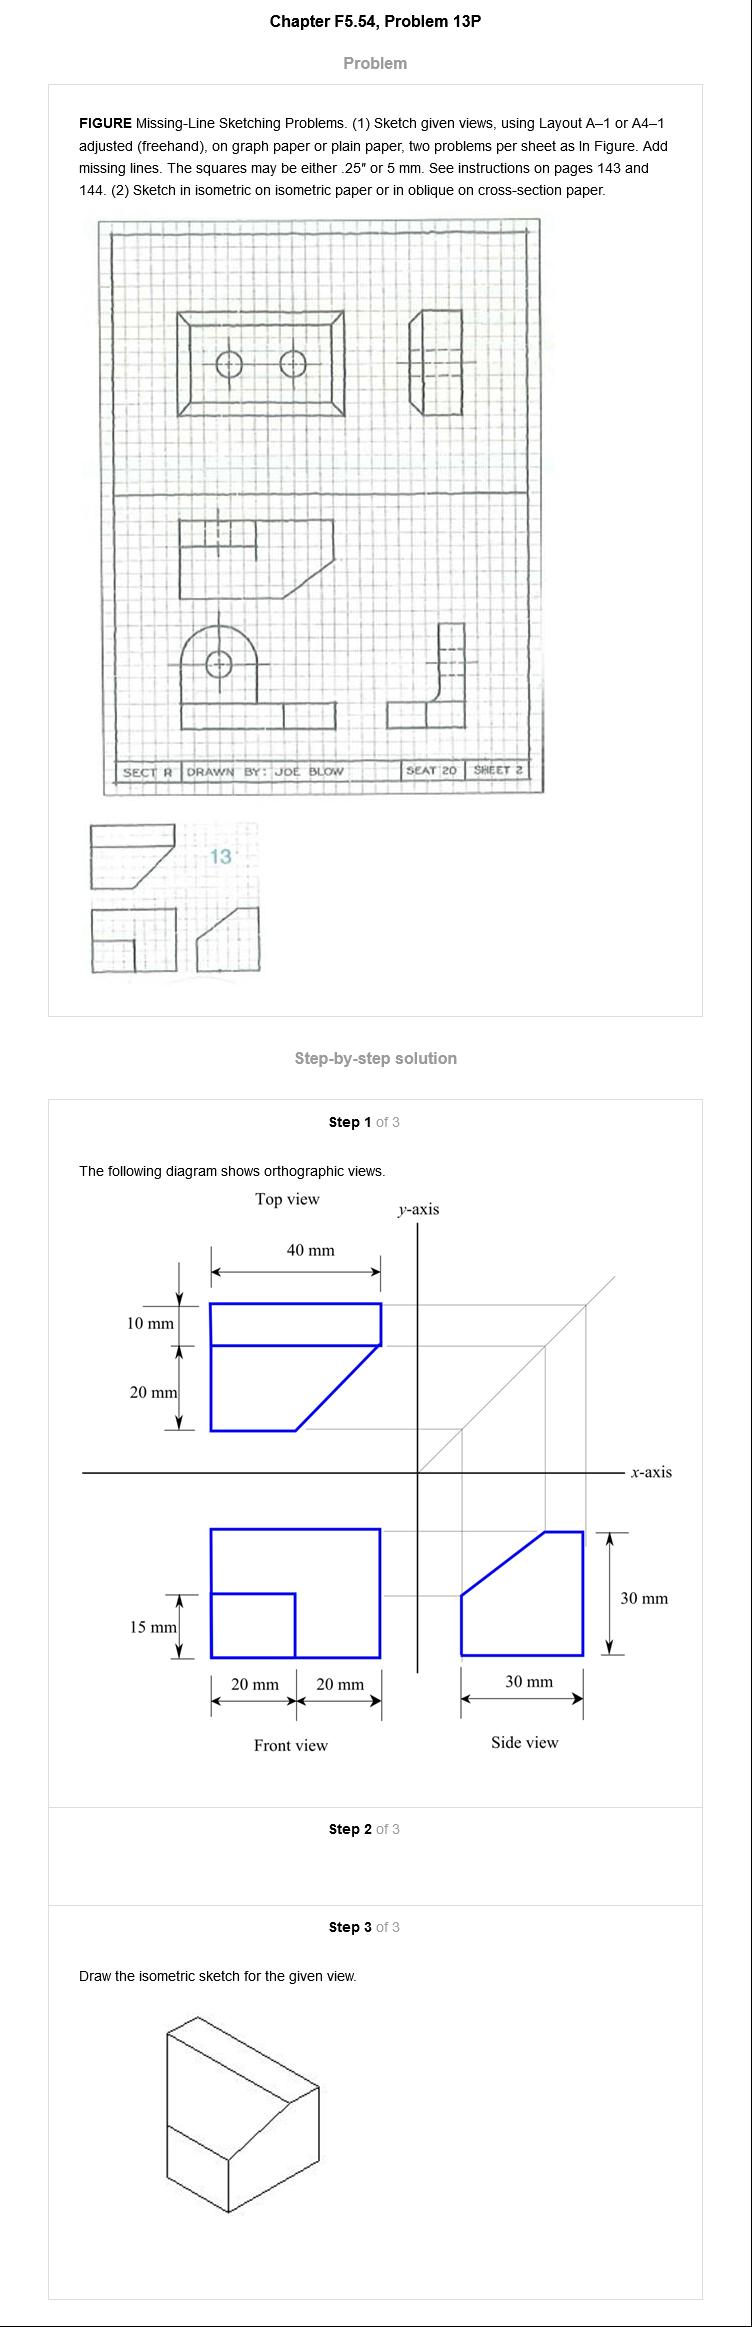 Chapter F5.54, Problem 13P
Problem
FIGURE Missing-Line Sketching Problems. (1) Sketch given views, using Layout A–1 or A4–1
adjusted (freehand), on graph paper or plain paper, two problems per sheet as In Figure. Add
missing lines. The squares may be either .25″ or 5 mm. See instructions on pages 143 and
144. (2) Sketch in isometric on isometric paper or in oblique on cross-section paper.
SECT R DRAWN BY: JOE BLOW SEAT 20 SHEET 2
13
Step-by-step solution
Step 1 of 3
The following diagram shows orthographic views.
Top view
y-axis
40 mm
10 mm
20 mm
x-axis
30 mm
15 mm
20 mm 20 mm 30 mm
Front view Side view
Step 2 of 3
Step 3 of 3
Draw the isometric sketch for the given view.